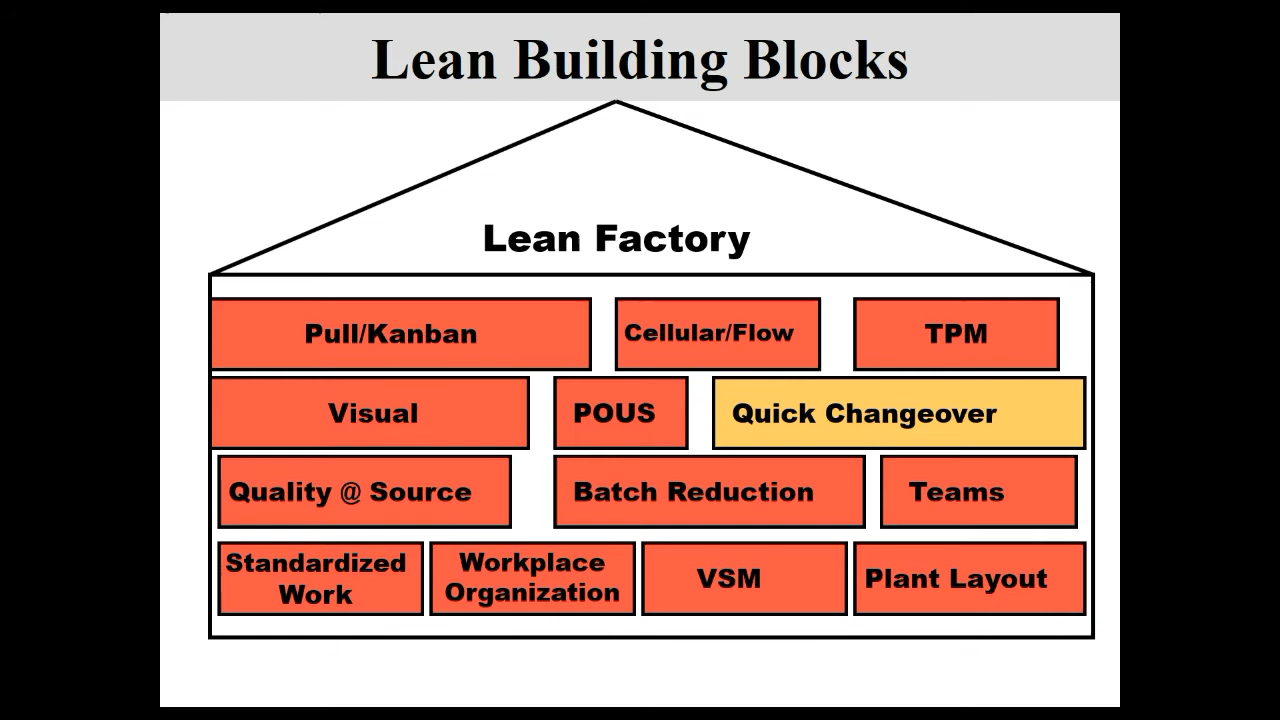 Lean Building Blocks
Lean Factory
Pull/Kanban
Cellular/Flow
TPM
Visual
POUS
Quick Changeover
Quality @ Source
Batch Reduction
Teams
Standardized
Work
Workplace
Organization
VSM
Plant Layout